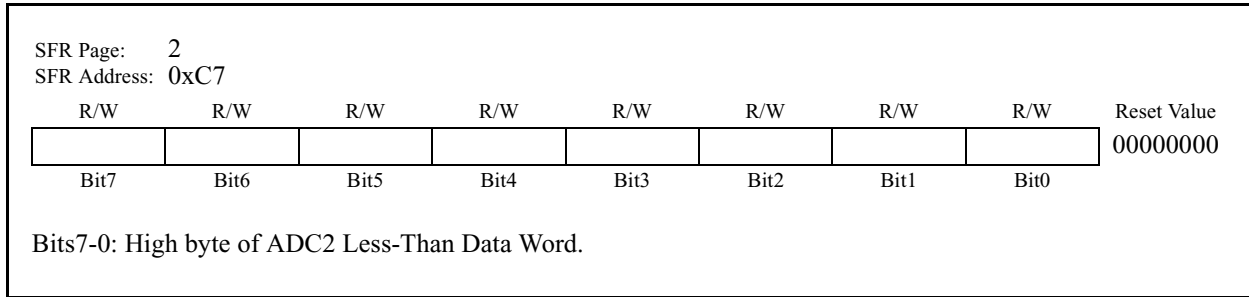 SFR Page: 2
SFR Address: 0xC7
R/W R/W R/W R/W R/W R/W R/W R/W Reset Value
00000000
Bit7 Bit6 Bit5 Bit4 Bit3 Bit2 Bit1 Bit0
Bits7-0: High byte of ADC2 Less-Than Data Word.